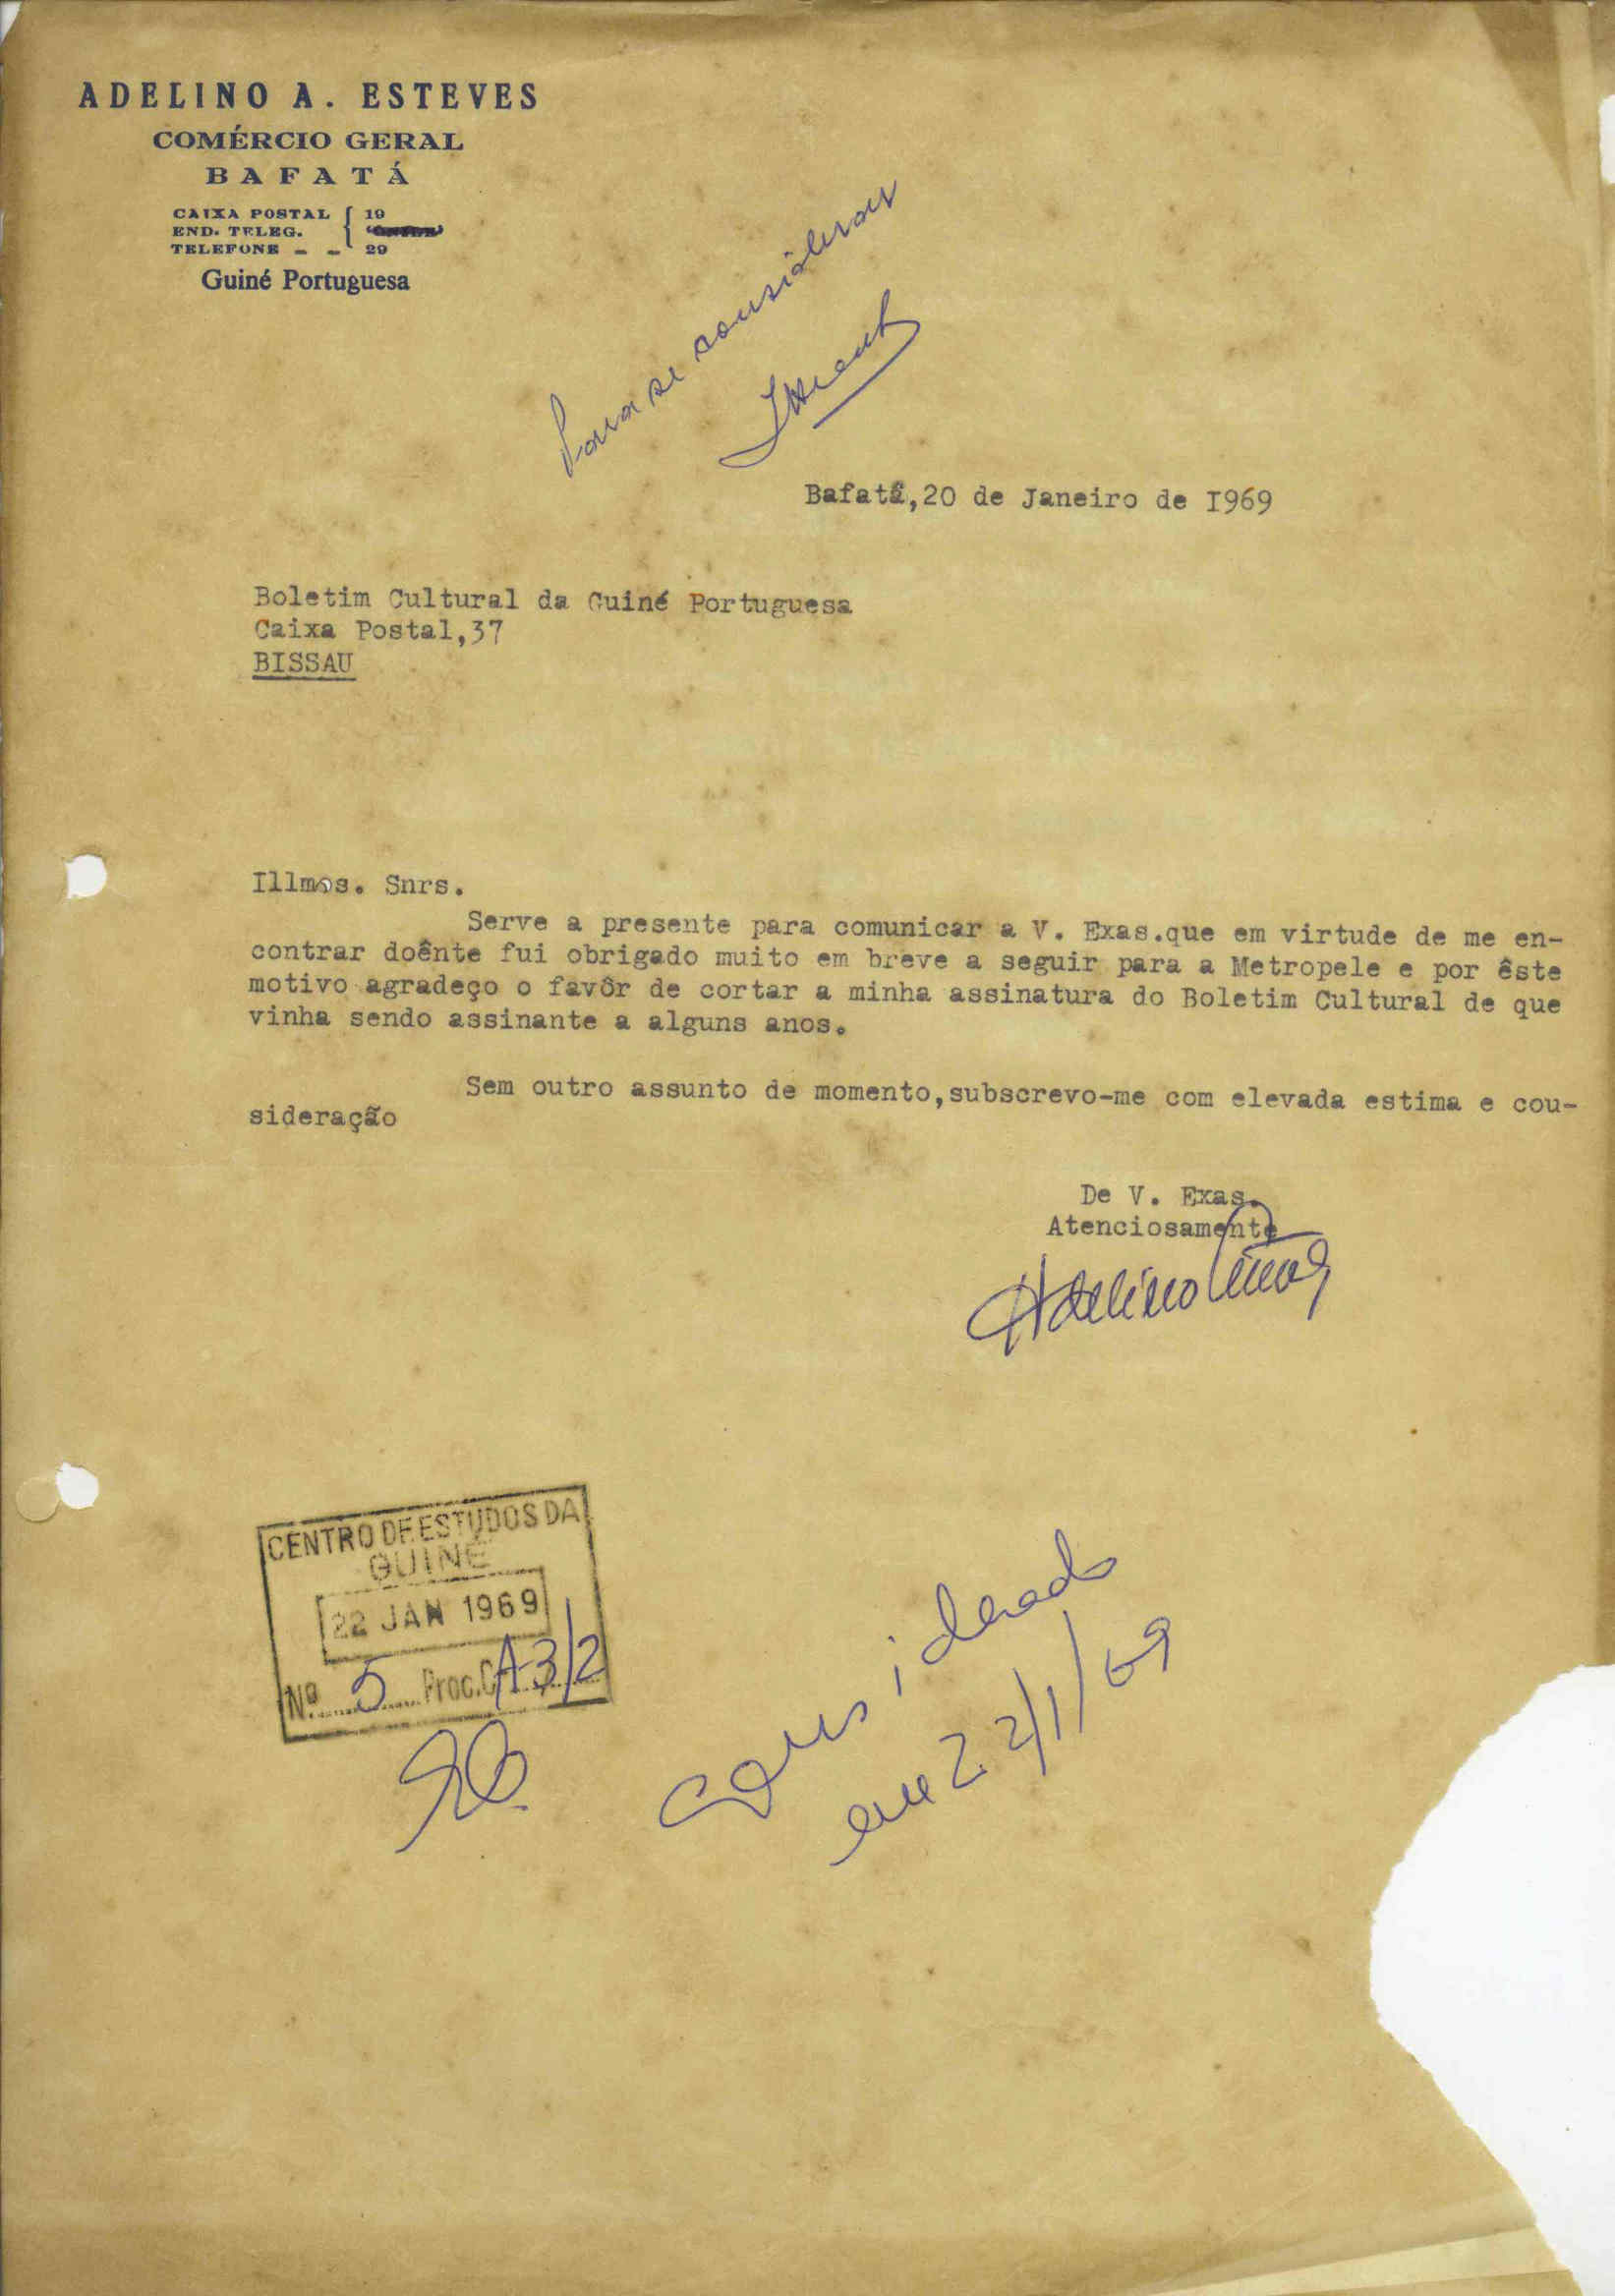 ADELINO A. ESTEVES
COMÉRCIO GERAL
BAFATÁ
CAIXA POSTAL { 19
END. TELEG.
TELEFONE - - 29
Guiné Portuguesa
Para se considerar
Bafatá,20 de Janeiro de I969
Boletim Cultural da Guiné Portuguesa
Caixa Postal,37
BISSAU
Illmos. Snrs.
Serve a presente para comunicar a V. Exas.que em virtude de me en-
contrar doênte fui obrigado muito em breve a seguir para a Metropele e por êste
motivo agradeço o favôr de cortar a minha assinatura do Boletim Cultural de que
vinha sendo assinante a alguns anos.
Sem outro assunto de momento,subscrevo-me com elevada estima e cou-
sideração
De V. Exas.
Atenciosamente
Adelino
CENTRO DE ESTUDOS DA
GUINÉ
22 JAN 1969
Nº 5 Proc. A3/2
Considerado
em 22/1/69